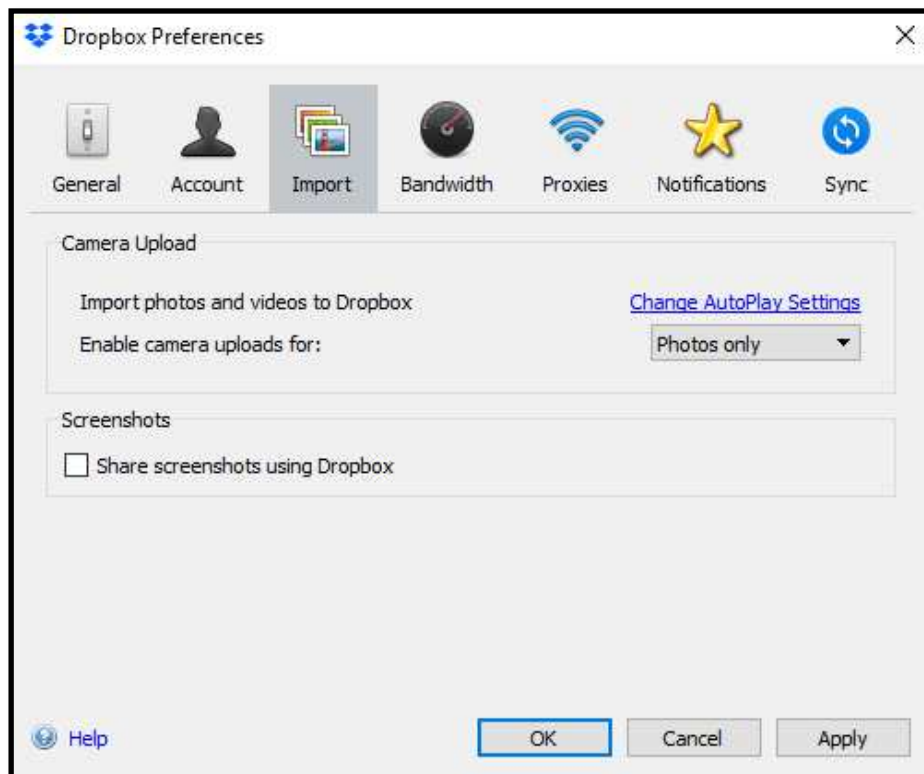 Dropbox Preferences
General Account Import Bandwidth Proxies Notifications Sync
Camera Upload
Import photos and videos to Dropbox Change AutoPlay Settings
Enable camera uploads for: Photos only
Screenshots
Share screenshots using Dropbox
Help OK Cancel Apply